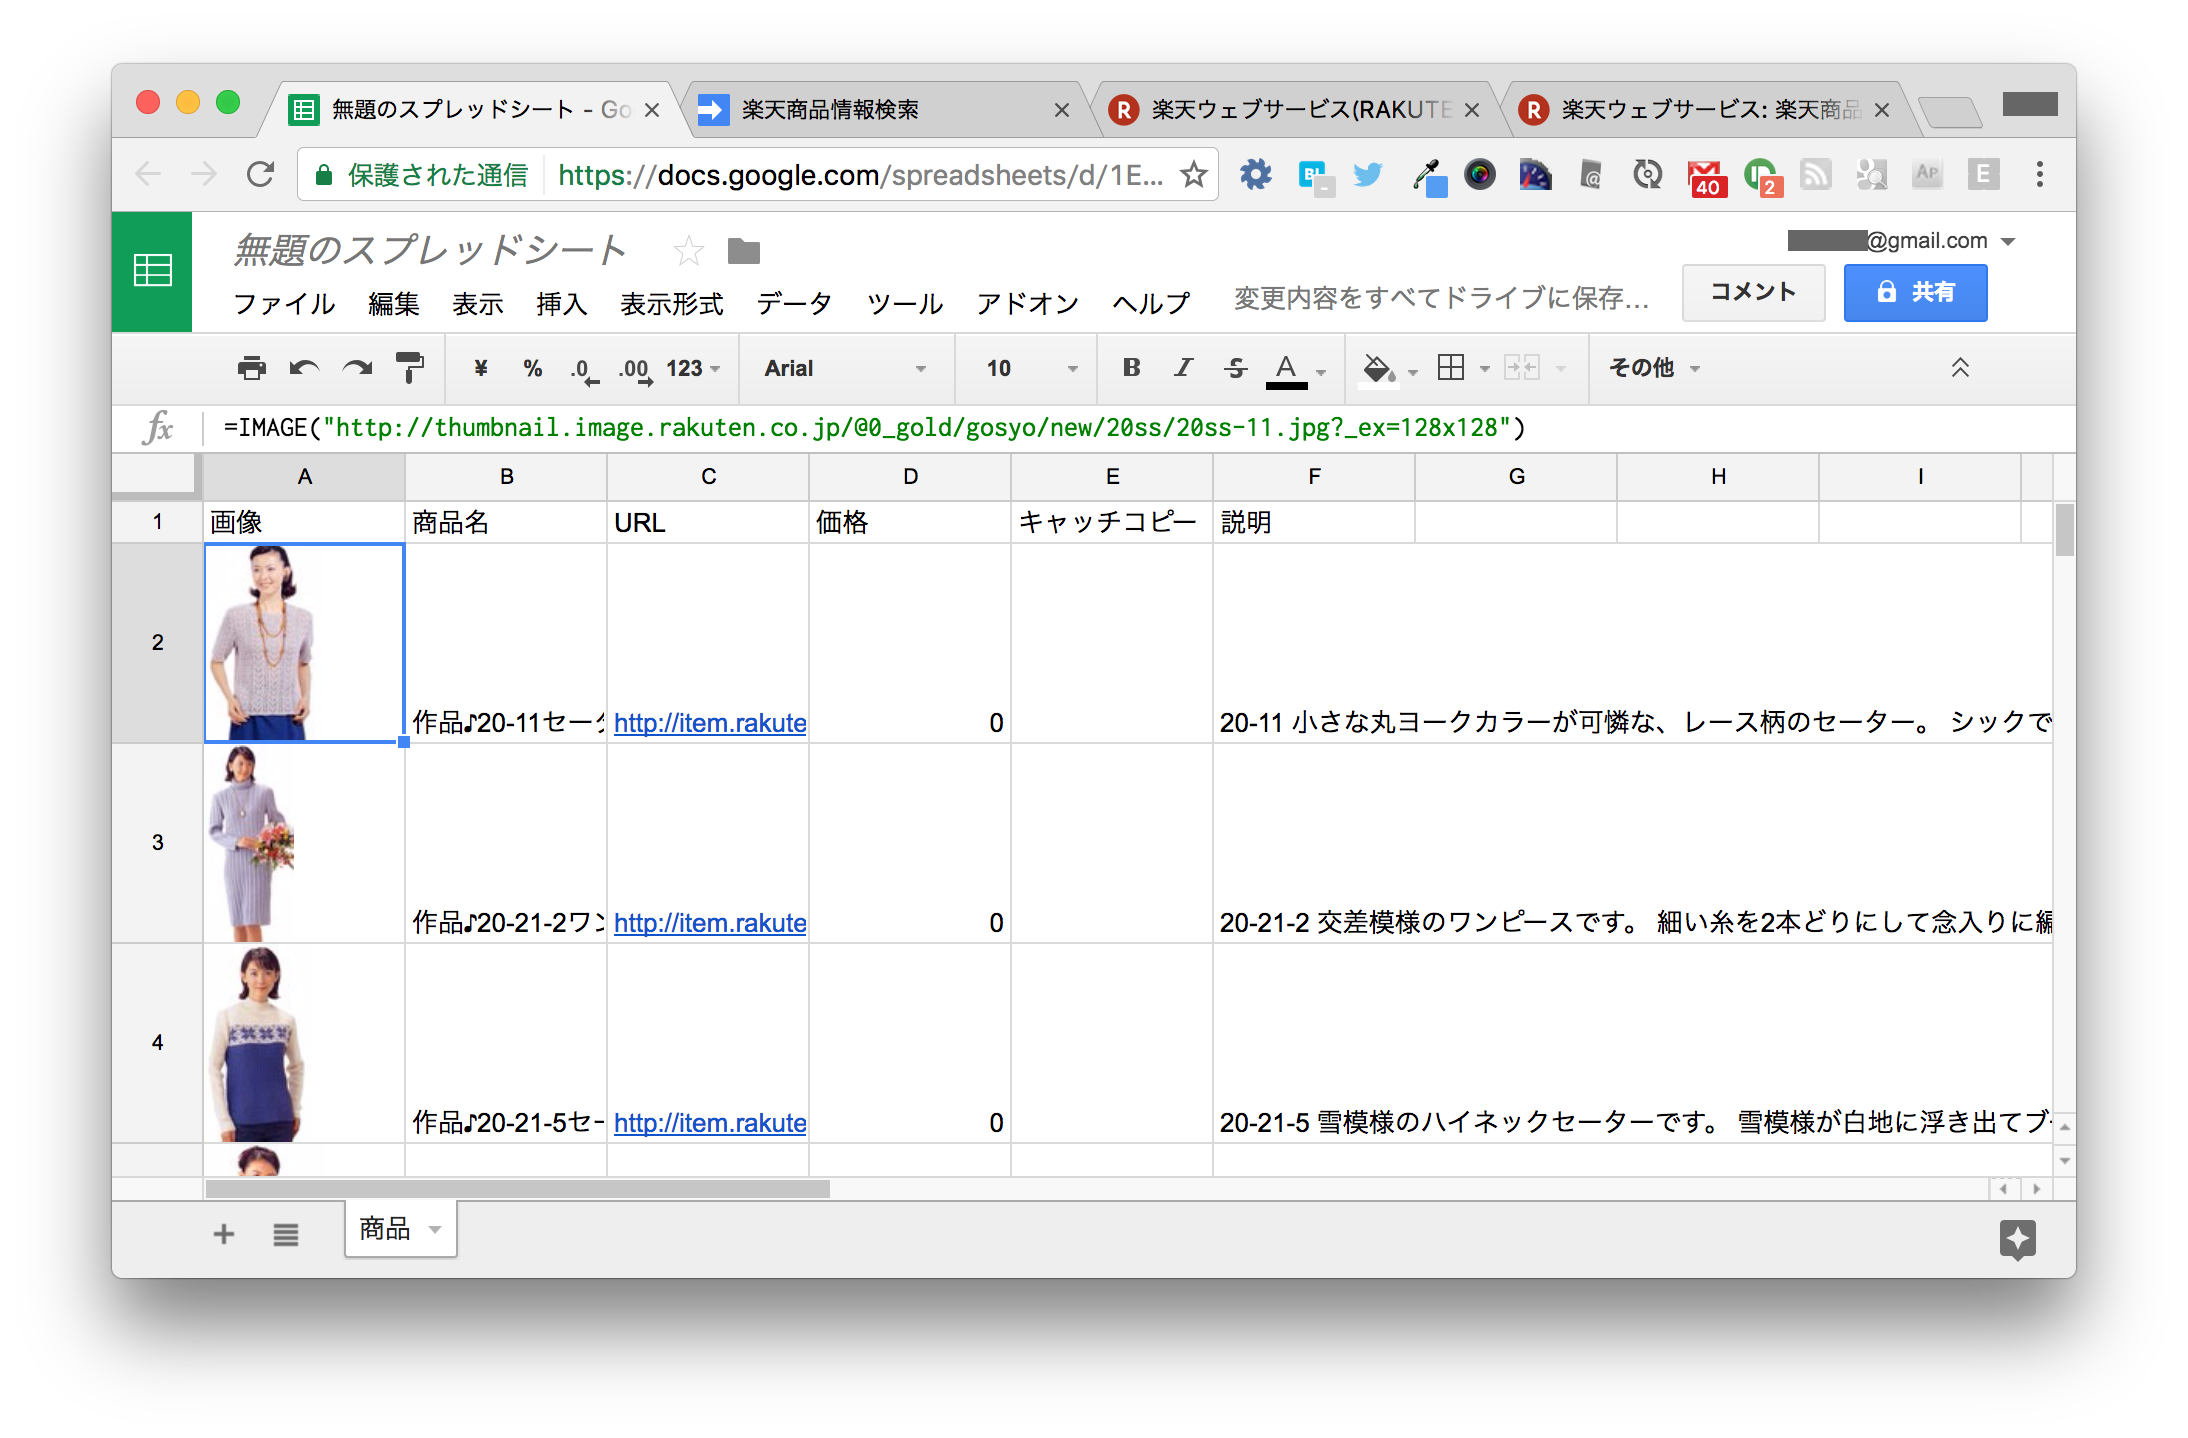 無題のスプレッドシート - Go
楽天商品情報検索
楽天ウェブサービス(RAKUTE
楽天ウェブサービス: 楽天商品
保護された通信 https://docs.google.com/spreadsheets/d/1E...
40 2 AP E
無題のスプレッドシート
@gmail.com
ファイル 編集 表示 挿入 表示形式 データ ツール アドオン ヘルプ 変更内容をすべてドライブに保存... コメント 共有
¥ % .0 .00 123 Arial 10 B I S A その他
fx =IMAGE("http://thumbnail.image.rakuten.co.jp/@0_gold/gosyo/new/20ss/20ss-11.jpg?_ex=128x128")
A B C D E F G H I
1 画像 商品名 URL 価格 キャッチコピー 説明
2 作品♪20-11セータ http://item.rakute 0 20-11 小さな丸ヨークカラーが可憐な、レース柄のセーター。 シックで
3 作品♪20-21-2ワン http://item.rakute 0 20-21-2 交差模様のワンピースです。 細い糸を2本どりにして念入りに編
4 作品♪20-21-5セー http://item.rakute 0 20-21-5 雪模様のハイネックセーターです。 雪模様が白地に浮き出てブ
商品